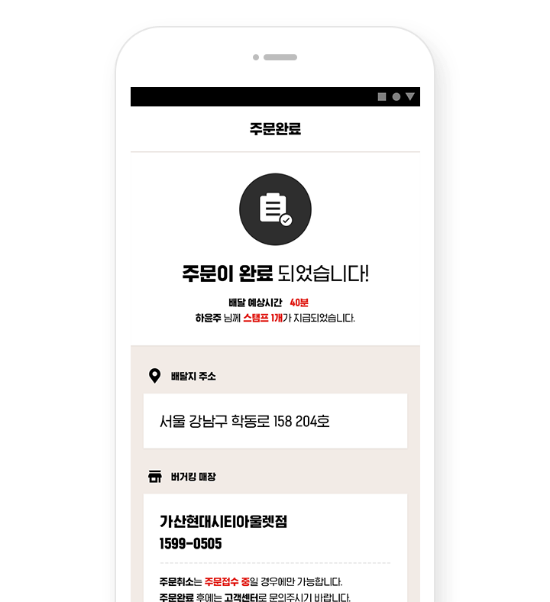 주문완료
주문이 완료 되었습니다!
배달 예상시간 40분
하윤주 님께 스탬프 1개가 지급되었습니다.
배달지 주소
서울 강남구 학동로 158 204호
버거킹 매장
가산현대시티아울렛점
1599-0505
주문취소는 주문접수 중일 경우에만 가능합니다.
주문완료 후에는 고객센터로 문의주시기 바랍니다.